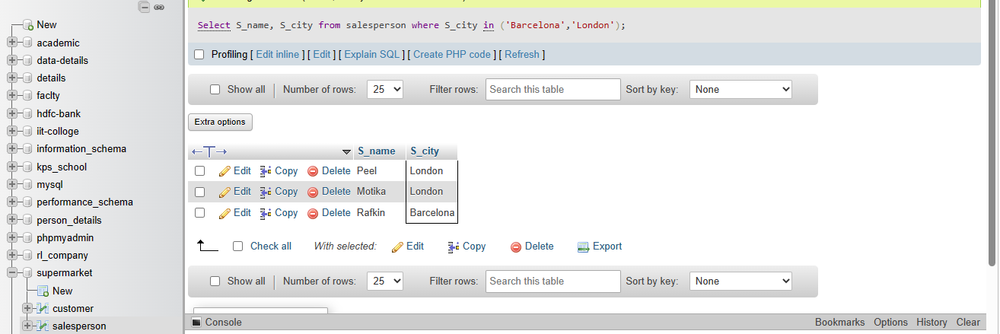 New
academic
data-details
details
faclty
hdfc-bank
iit-colloge
information_schema
kps_school
mysql
performance_schema
person_details
phpmyadmin
rl_company
supermarket
New
customer
salesperson
Select S_name, S_city from salesperson where S_city in ('Barcelona','London');
Profiling [ Edit inline ] [ Edit ] [ Explain SQL ] [ Create PHP code ] [ Refresh ]
Show all Number of rows: 25 Filter rows: Search this table Sort by key: None
Extra options
S_name S_city
Edit Copy Delete Peel London
Edit Copy Delete Motika London
Edit Copy Delete Rafkin Barcelona
Check all With selected: Edit Copy Delete Export
Show all Number of rows: 25 Filter rows: Search this table Sort by key: None
Console Bookmarks Options History Clear